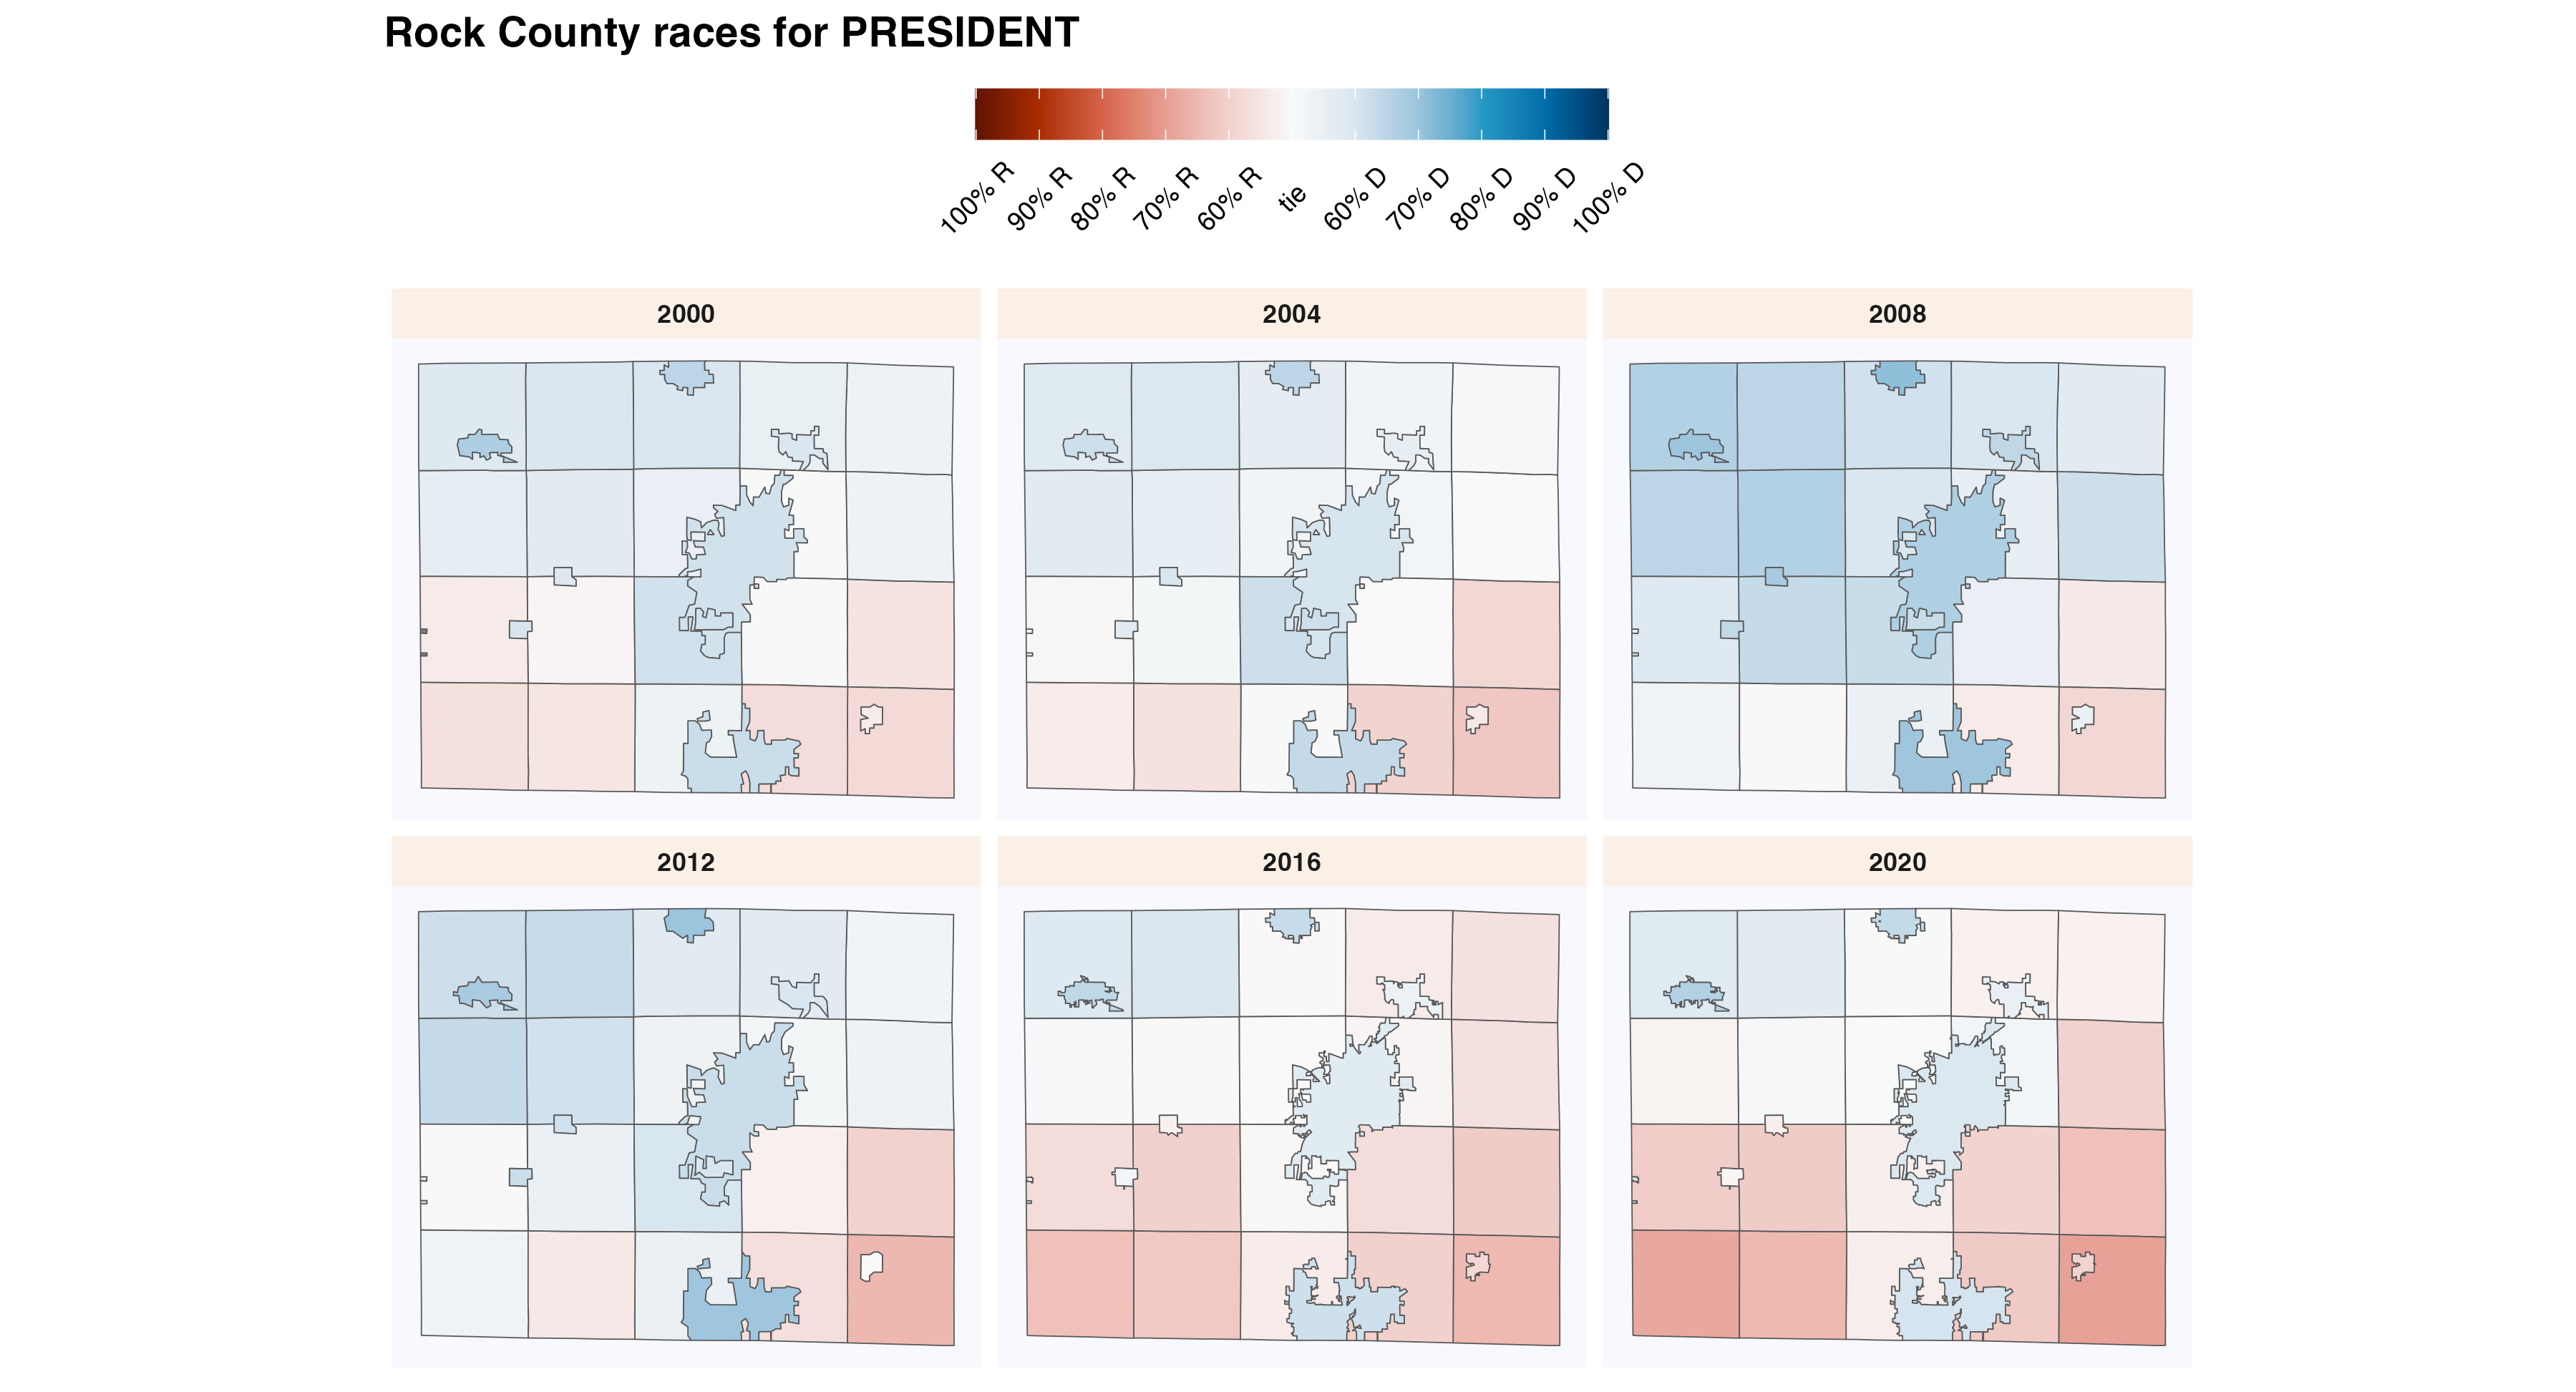 Rock County races for PRESIDENT
100% R
90% R
80% R
70% R
60% R
tie
60% D
70% D
80% D
90% D
100% D
2000
2004
2008
2012
2016
2020